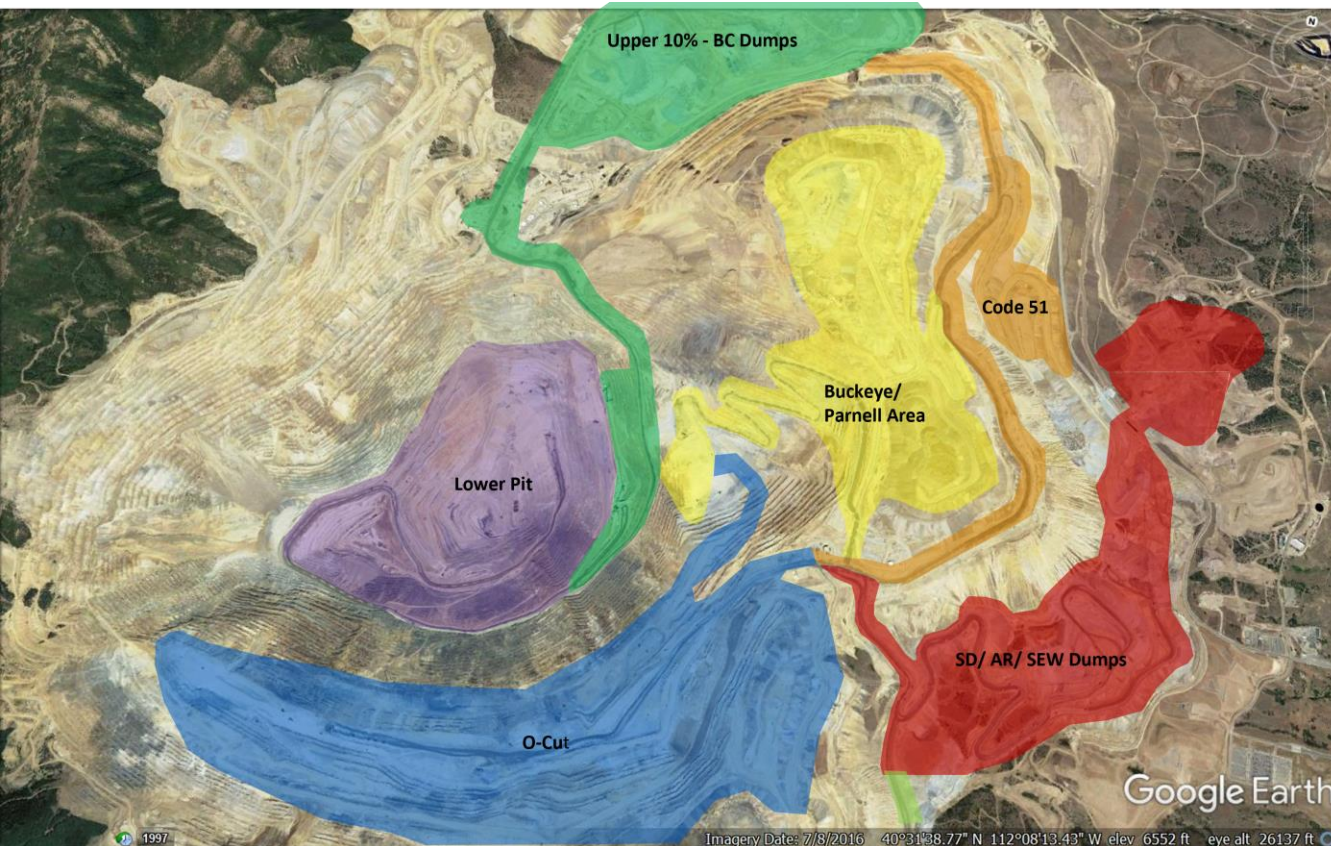 N
Upper 10% - BC Dumps
Code 51
Buckeye/
Parnell Area
Lower Pit
SD/ AR/ SEW Dumps
O-Cut
Google Earth
1997
Imagery Date: 7/8/2016 40°31'38.77" N 112°08'13.43" W elev 6552 ft eye alt 26137 ft